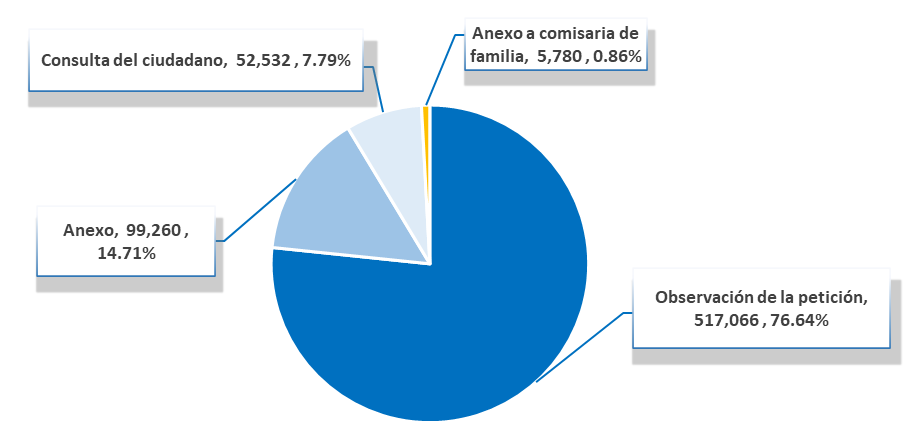 Anexo a comisaria de
familia, 5,780 , 0.86%
Consulta del ciudadano, 52,532 , 7.79%
Anexo, 99,260 ,
14.71%
Observación de la petición,
517,066 , 76.64%